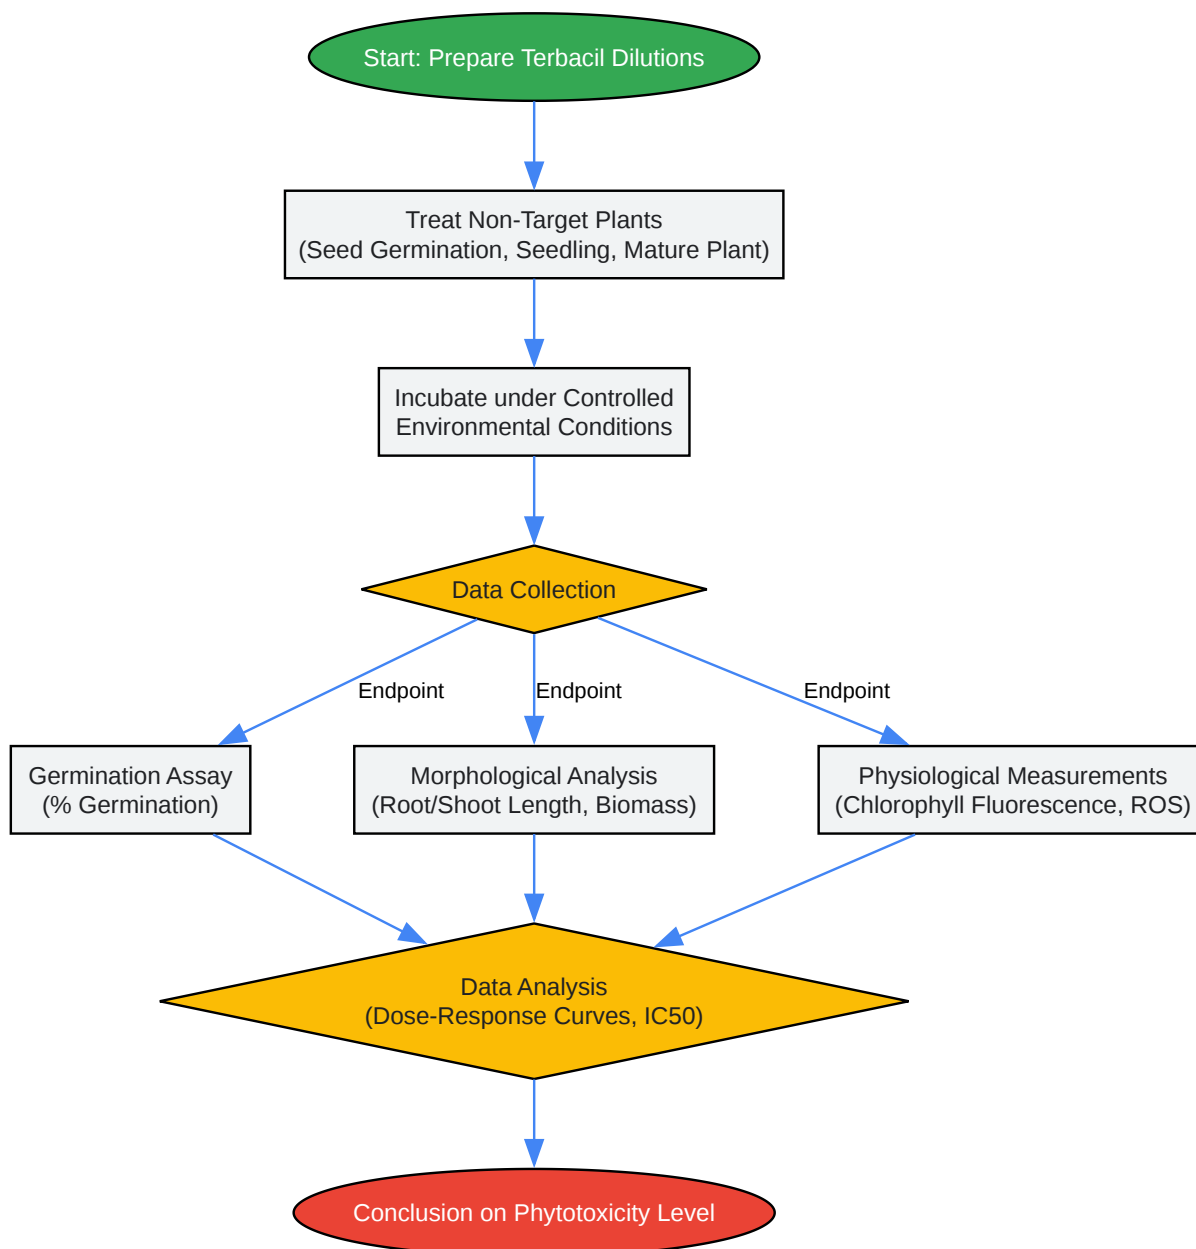 Start: Prepare Terbacil Dilutions
Treat Non-Target Plants
(Seed Germination, Seedling, Mature Plant)
Incubate under Controlled
Environmental Conditions
Data Collection
Endpoint
Endpoint
Endpoint
Germination Assay
(% Germination)
Morphological Analysis
(Root/Shoot Length, Biomass)
Physiological Measurements
(Chlorophyll Fluorescence, ROS)
Data Analysis
(Dose-Response Curves, IC50)
Conclusion on Phytotoxicity Level